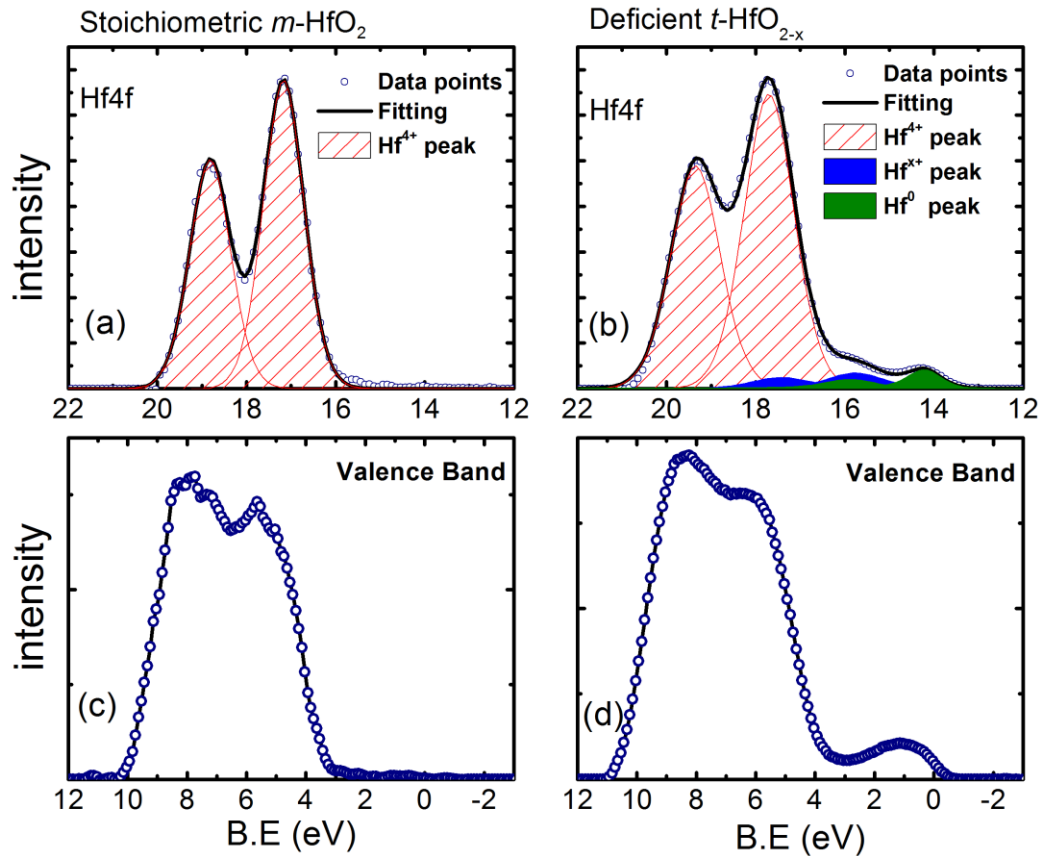 Stoichiometric m-HfO2
Deficient t-HfO2-x
Hf4f
Data points
Fitting
Hf4+ peak
(a)
intensity
22 20 18 16 14 12
Hf4f
Data points
Fitting
Hf4+ peak
Hfx+ peak
Hf0 peak
(b)
22 20 18 16 14 12
Valence Band
(c)
intensity
12 10 8 6 4 2 0 -2
B.E (eV)
Valence Band
(d)
12 10 8 6 4 2 0 -2
B.E (eV)